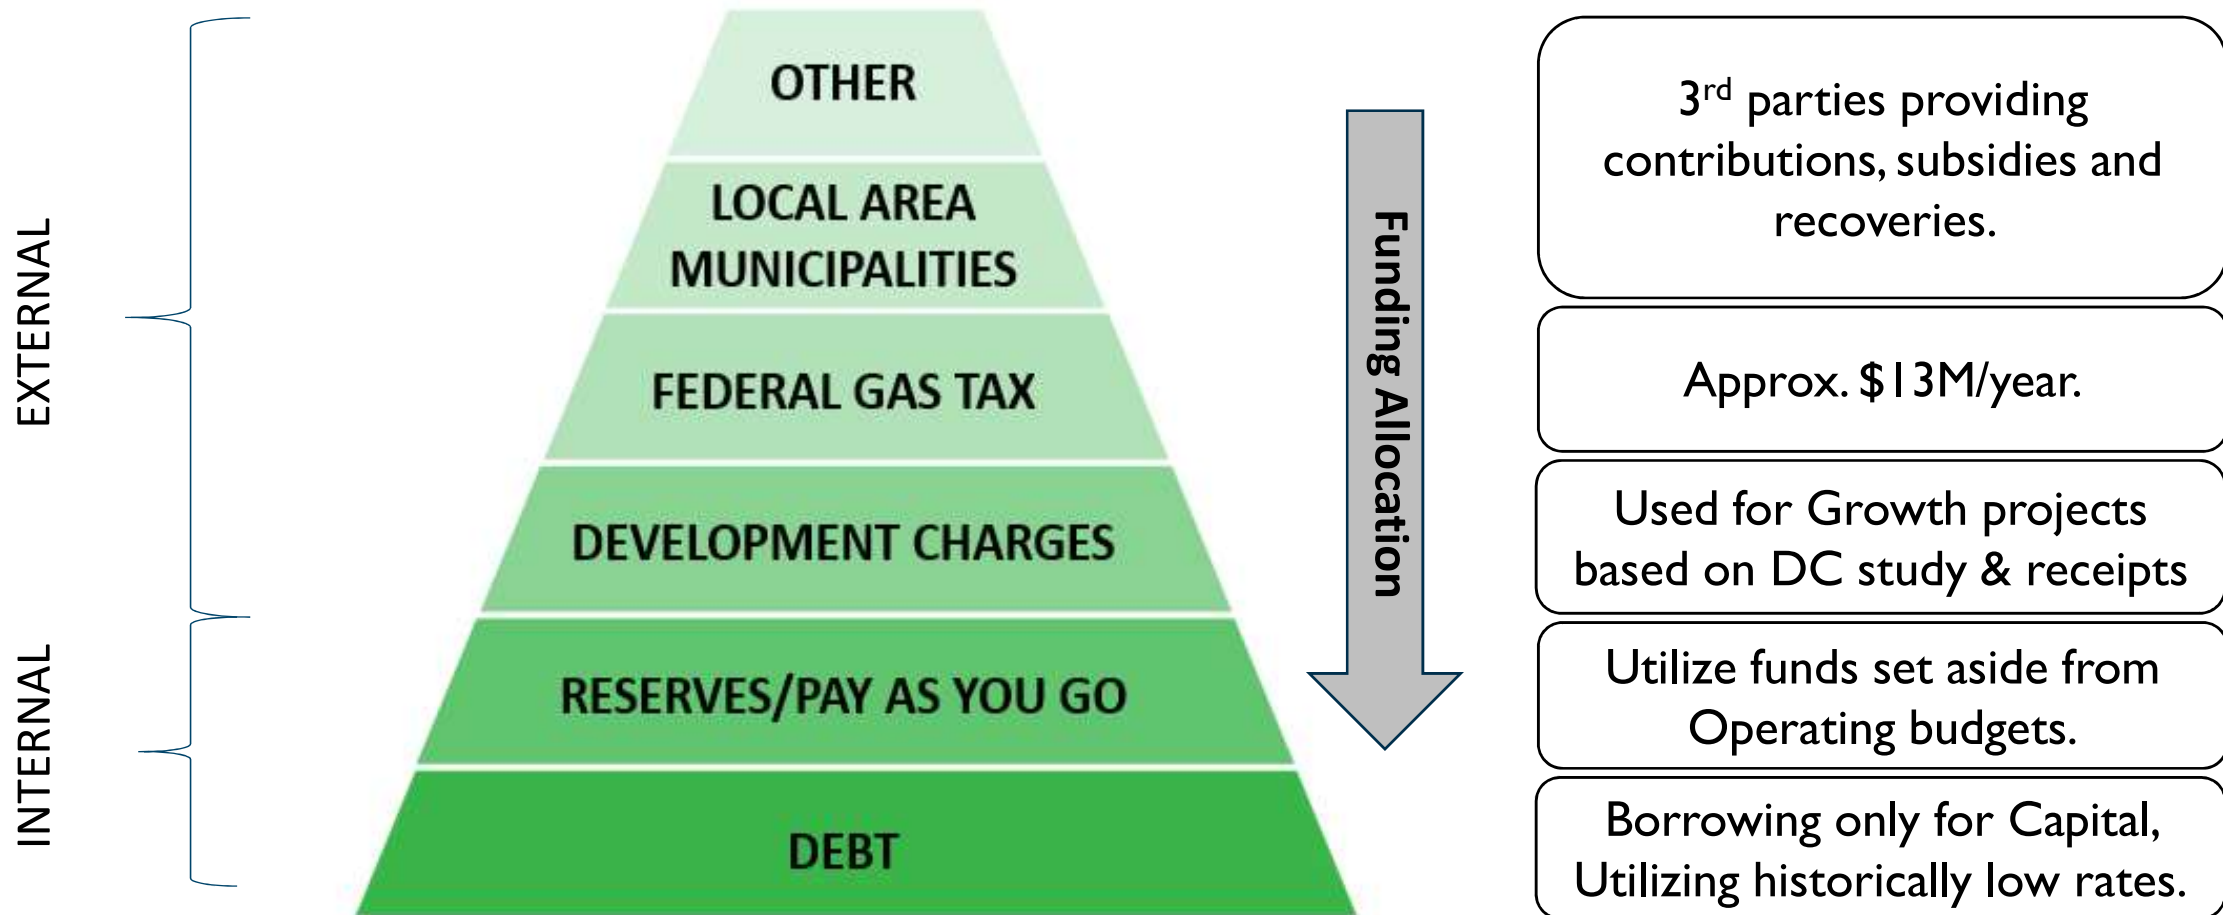 EXTERNAL
INTERNAL
OTHER
LOCAL AREA
MUNICIPALITIES
FEDERAL GAS TAX
DEVELOPMENT CHARGES
RESERVES/PAY AS YOU GO
DEBT
Funding Allocation
3rd parties providing
contributions, subsidies and
recoveries.
Approx. $13M/year.
Used for Growth projects
based on DC study & receipts
Utilize funds set aside from
Operating budgets.
Borrowing only for Capital,
Utilizing historically low rates.